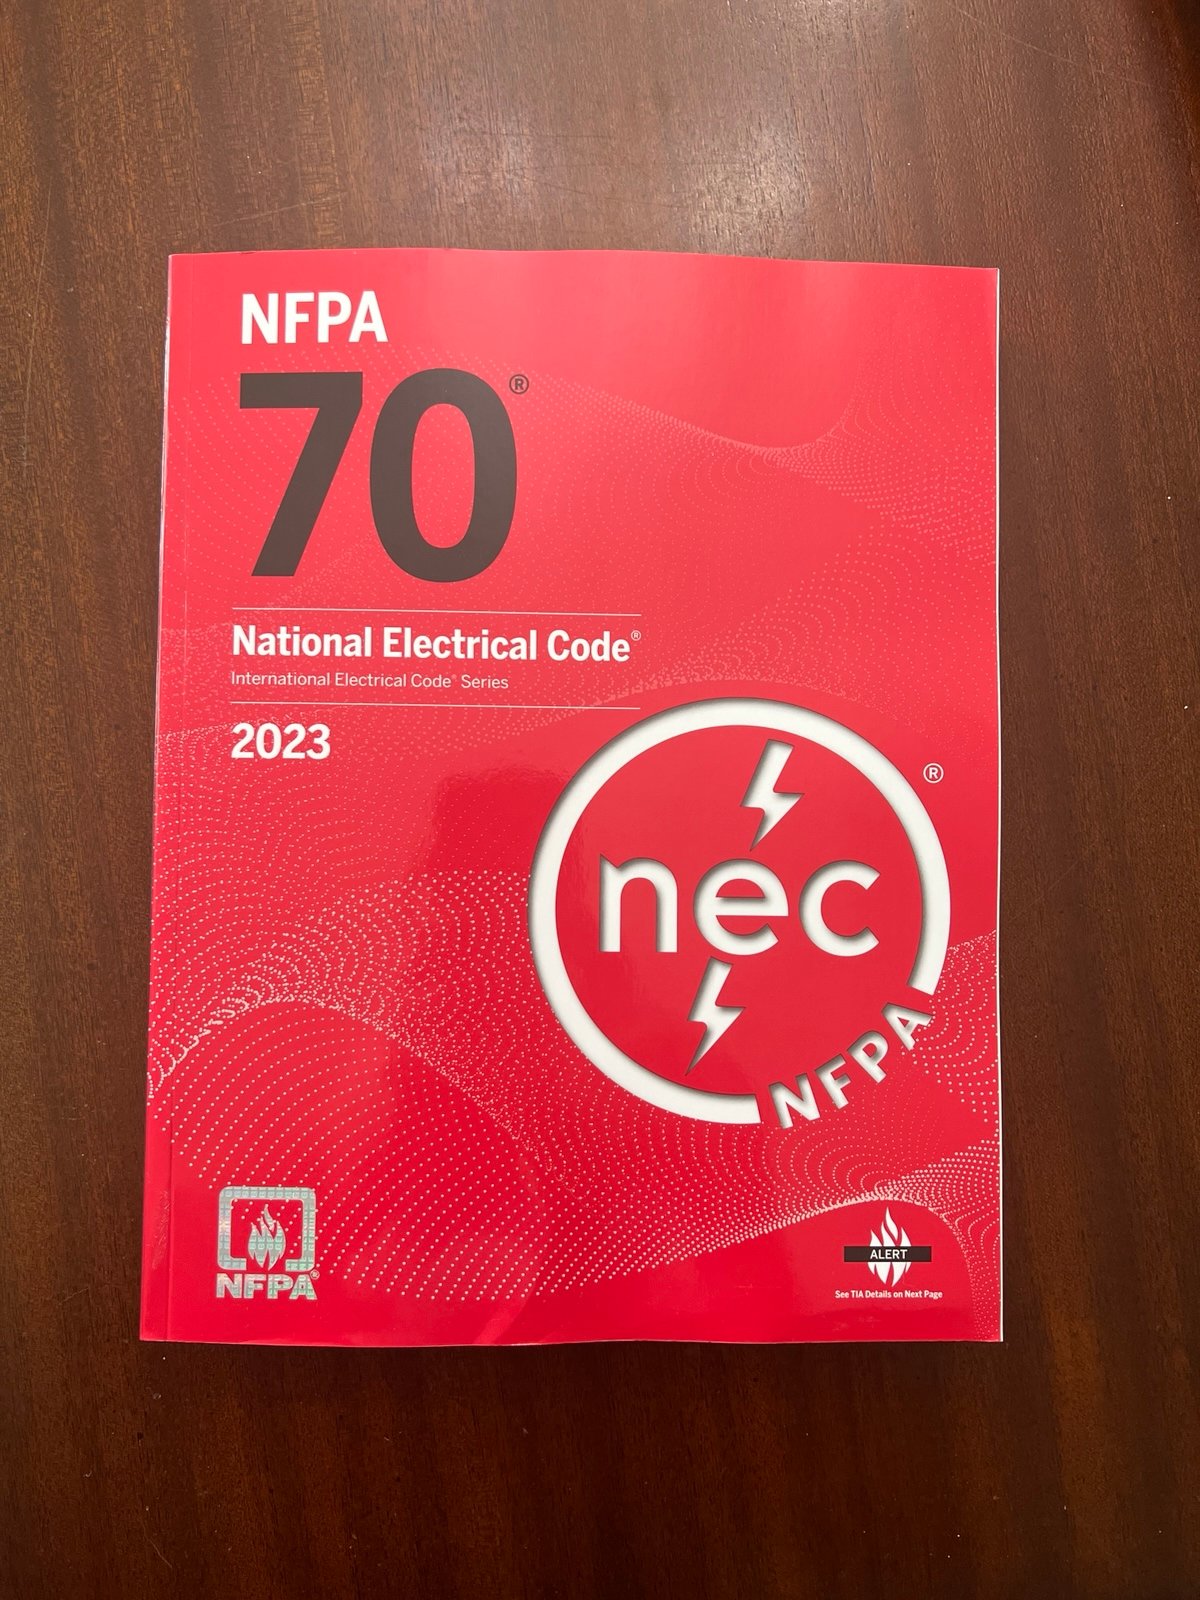 NFPA
70®
National Electrical Code®
International Electrical Code® Series
2023
®
nec
NFPA
NFPA®
ALERT
See TIA Details on Next Page